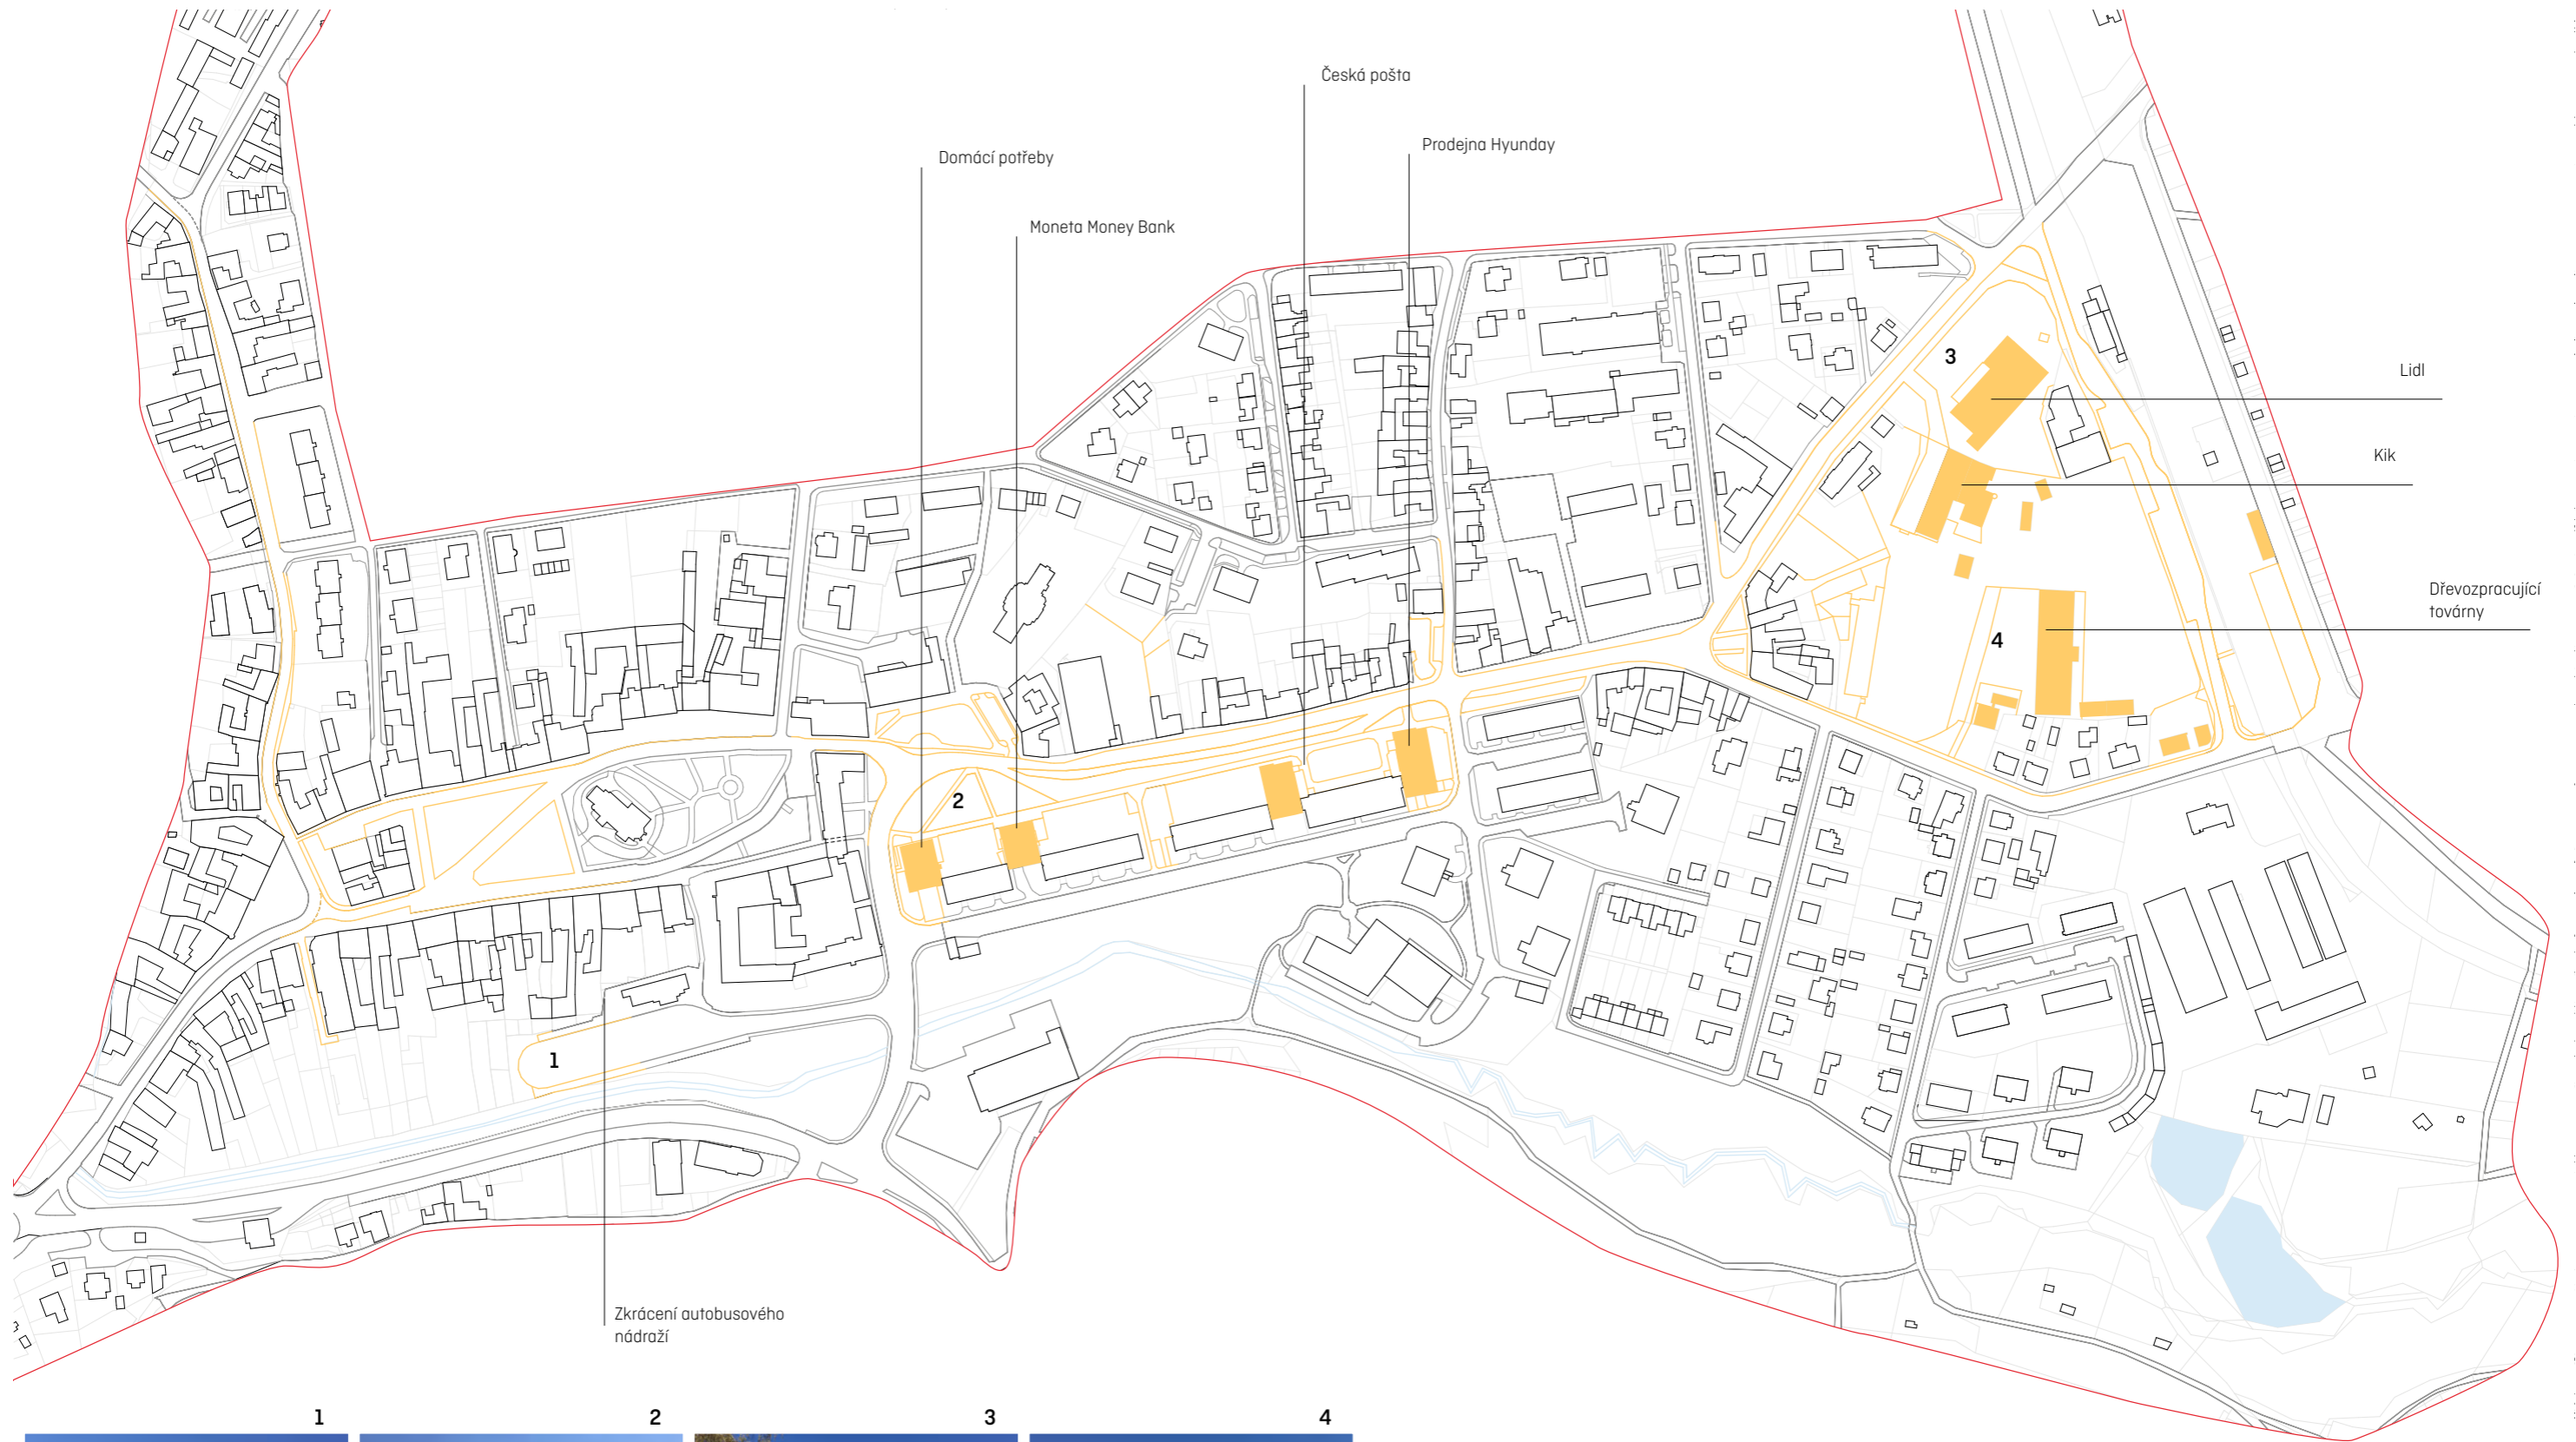 Česká pošta
Prodejna Hyunday
Domácí potřeby
Moneta Money Bank
3
Lidl
Kik
Dřevozpracující
továrny
4
2
1
Zkrácení autobusového
nádraží
1
2
3
4